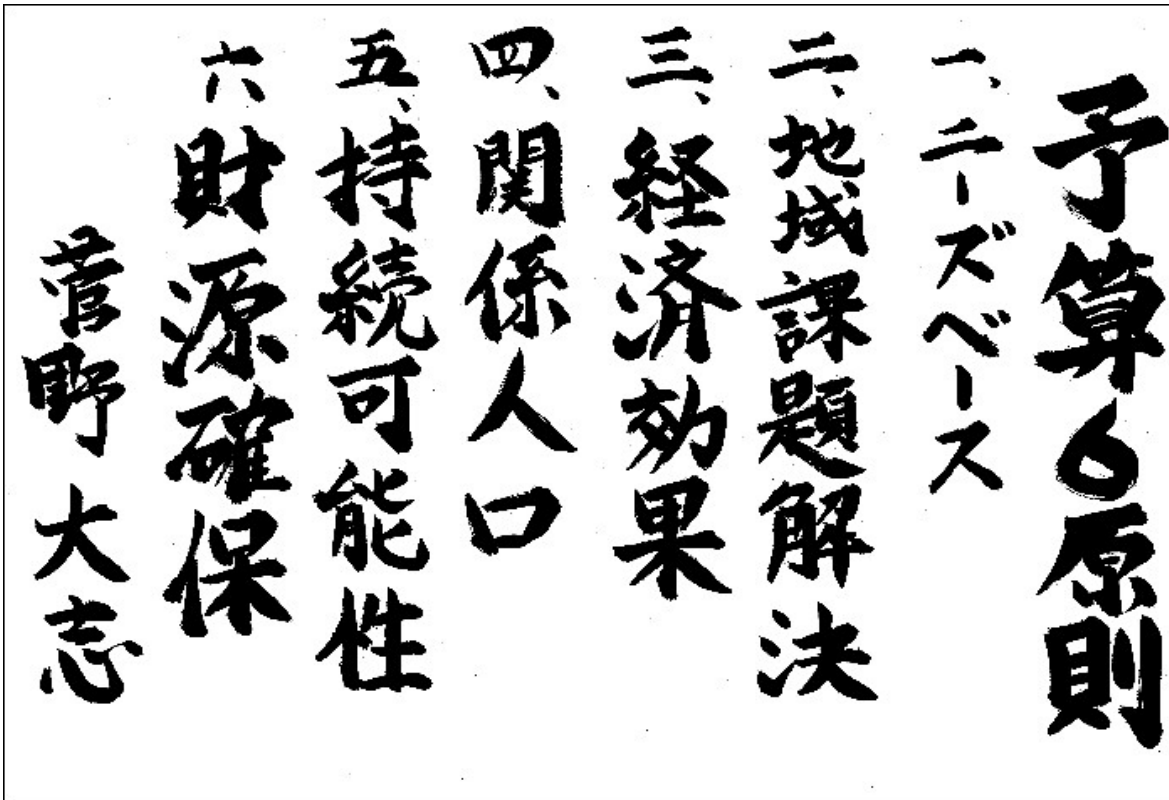 予算6原則
一、ニーズベース
二、地域課題解決
三、経済効果
四、関係人口
五、持続可能性
六 財源確保
菅野大志